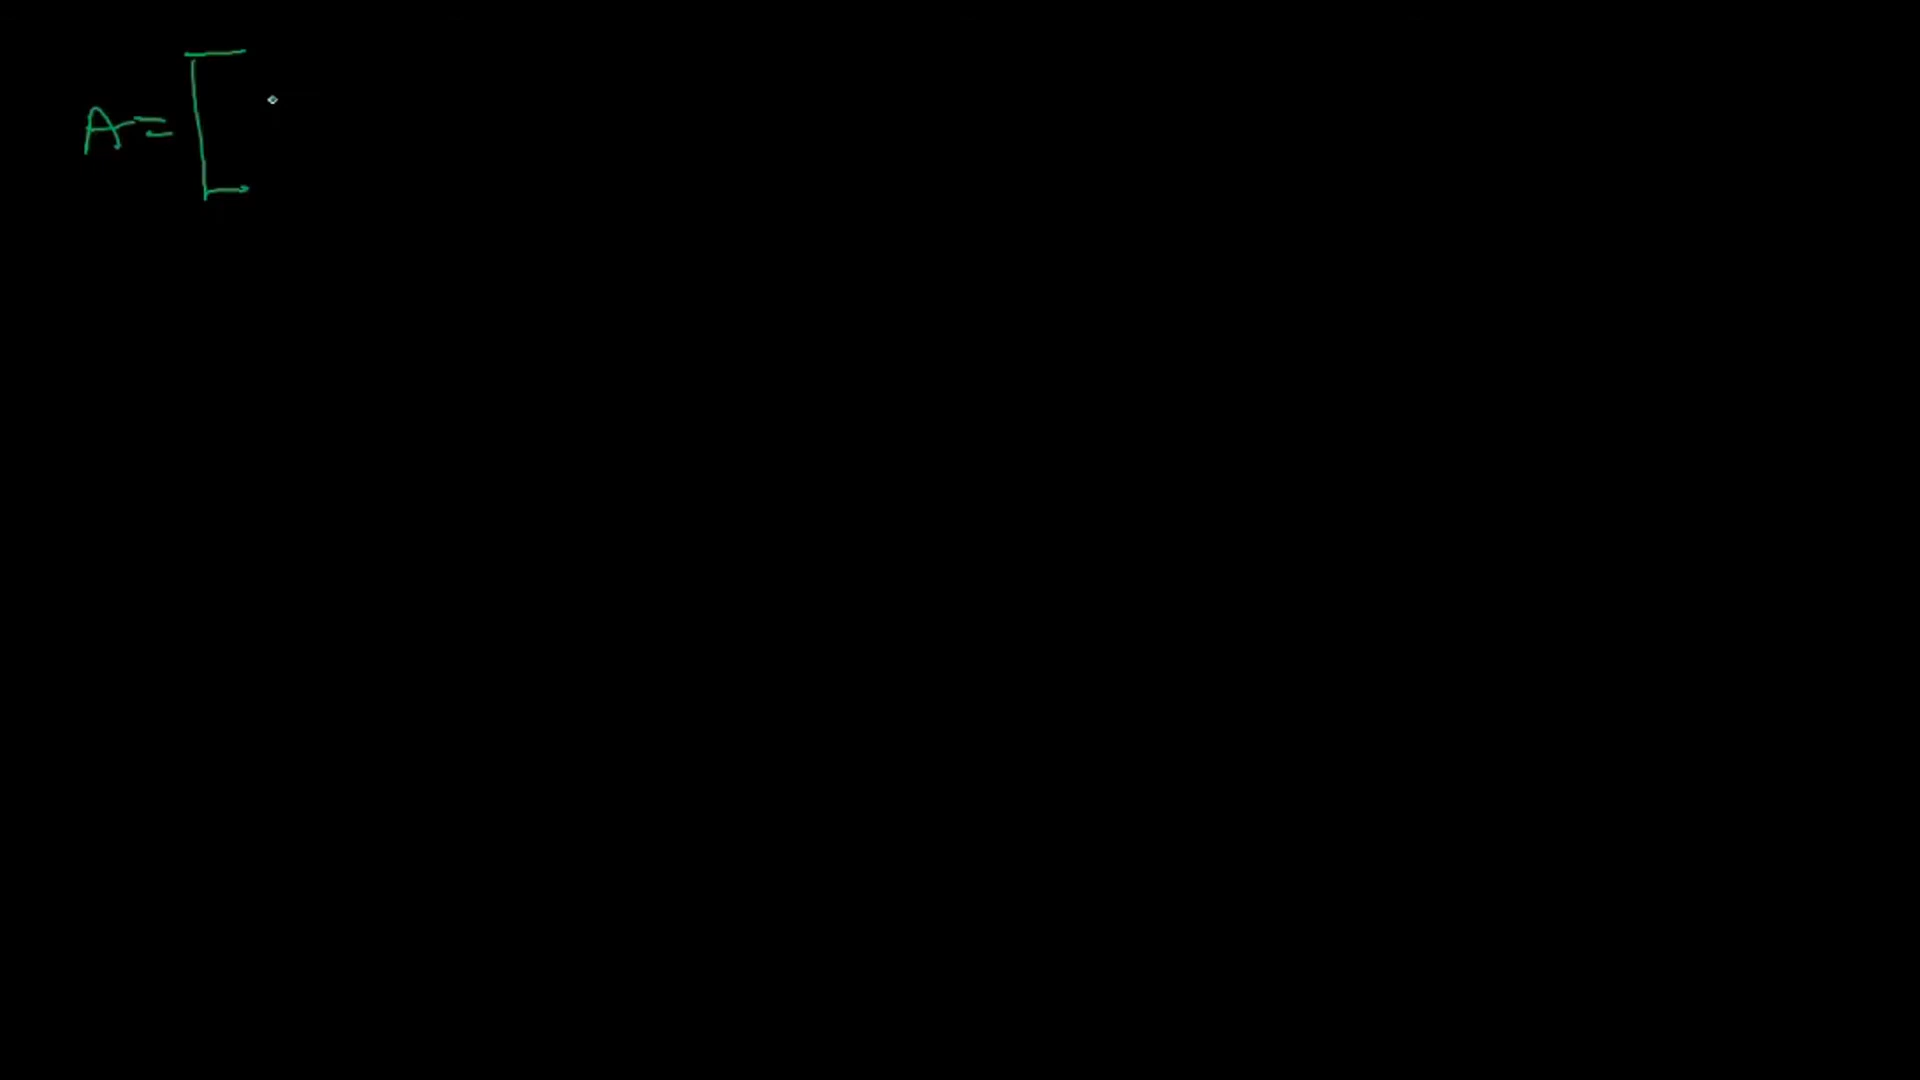 A = [